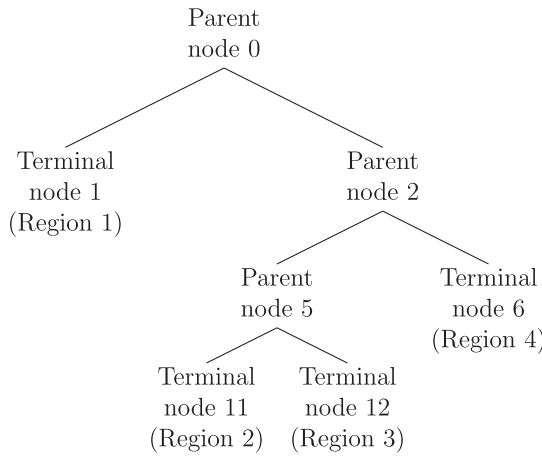 Parent
node 0
Terminal
node 1
(Region 1)
Parent
node 2
Parent
node 5
Terminal
node 6
(Region 4)
Terminal
node 11
(Region 2)
Terminal
node 12
(Region 3)